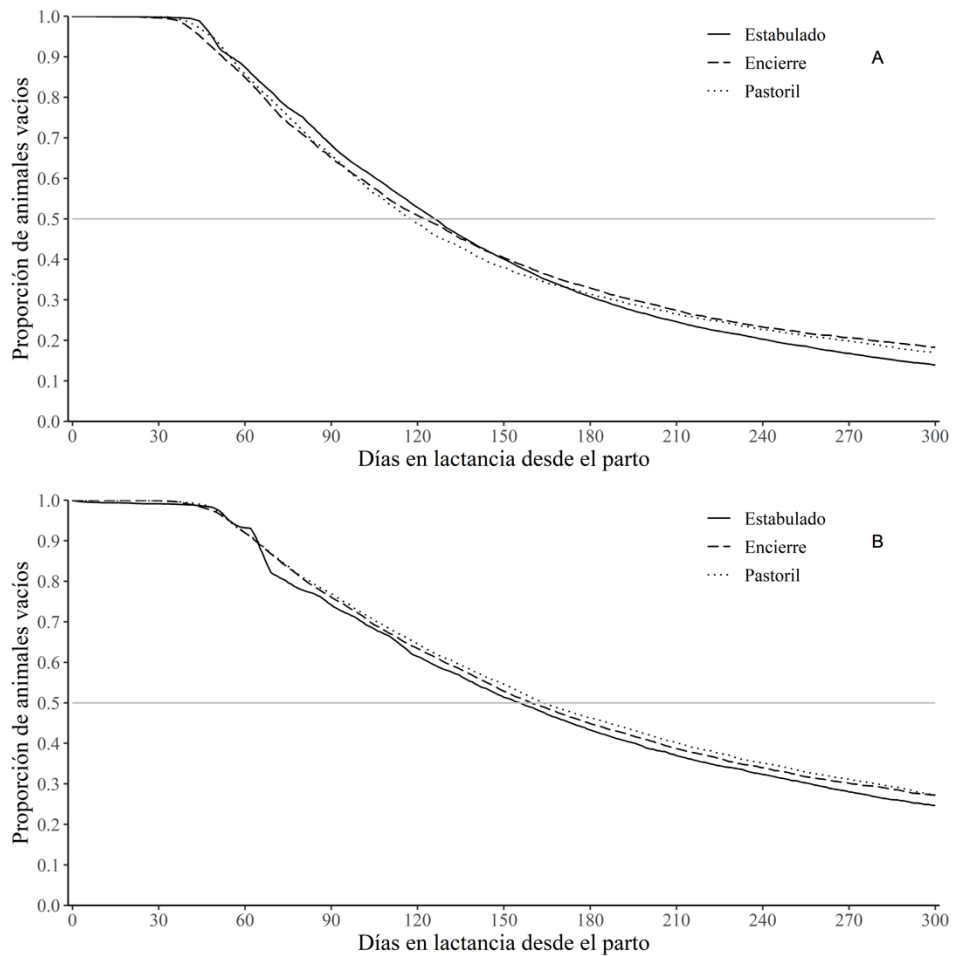 1.0
0.9
0.8
0.7
0.6
0.5
0.4
0.3
0.2
0.1
0.0
Proporción de animales vacíos
Estabulado
Encierre
Pastoril
A
0 30 60 90 120 150 180 210 240 270 300
Días en lactancia desde el parto
1.0
0.9
0.8
0.7
0.6
0.5
0.4
0.3
0.2
0.1
0.0
Proporción de animales vacíos
Estabulado
Encierre
Pastoril
B
0 30 60 90 120 150 180 210 240 270 300
Días en lactancia desde el parto